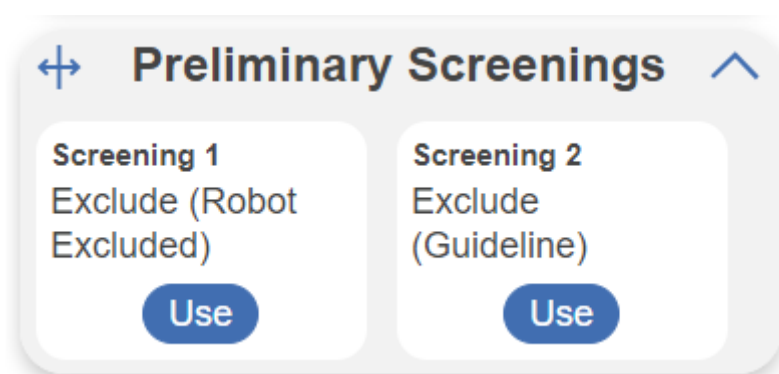 Preliminary Screenings
Screening 1
Exclude (Robot
Excluded)
Use
Screening 2
Exclude
(Guideline)
Use